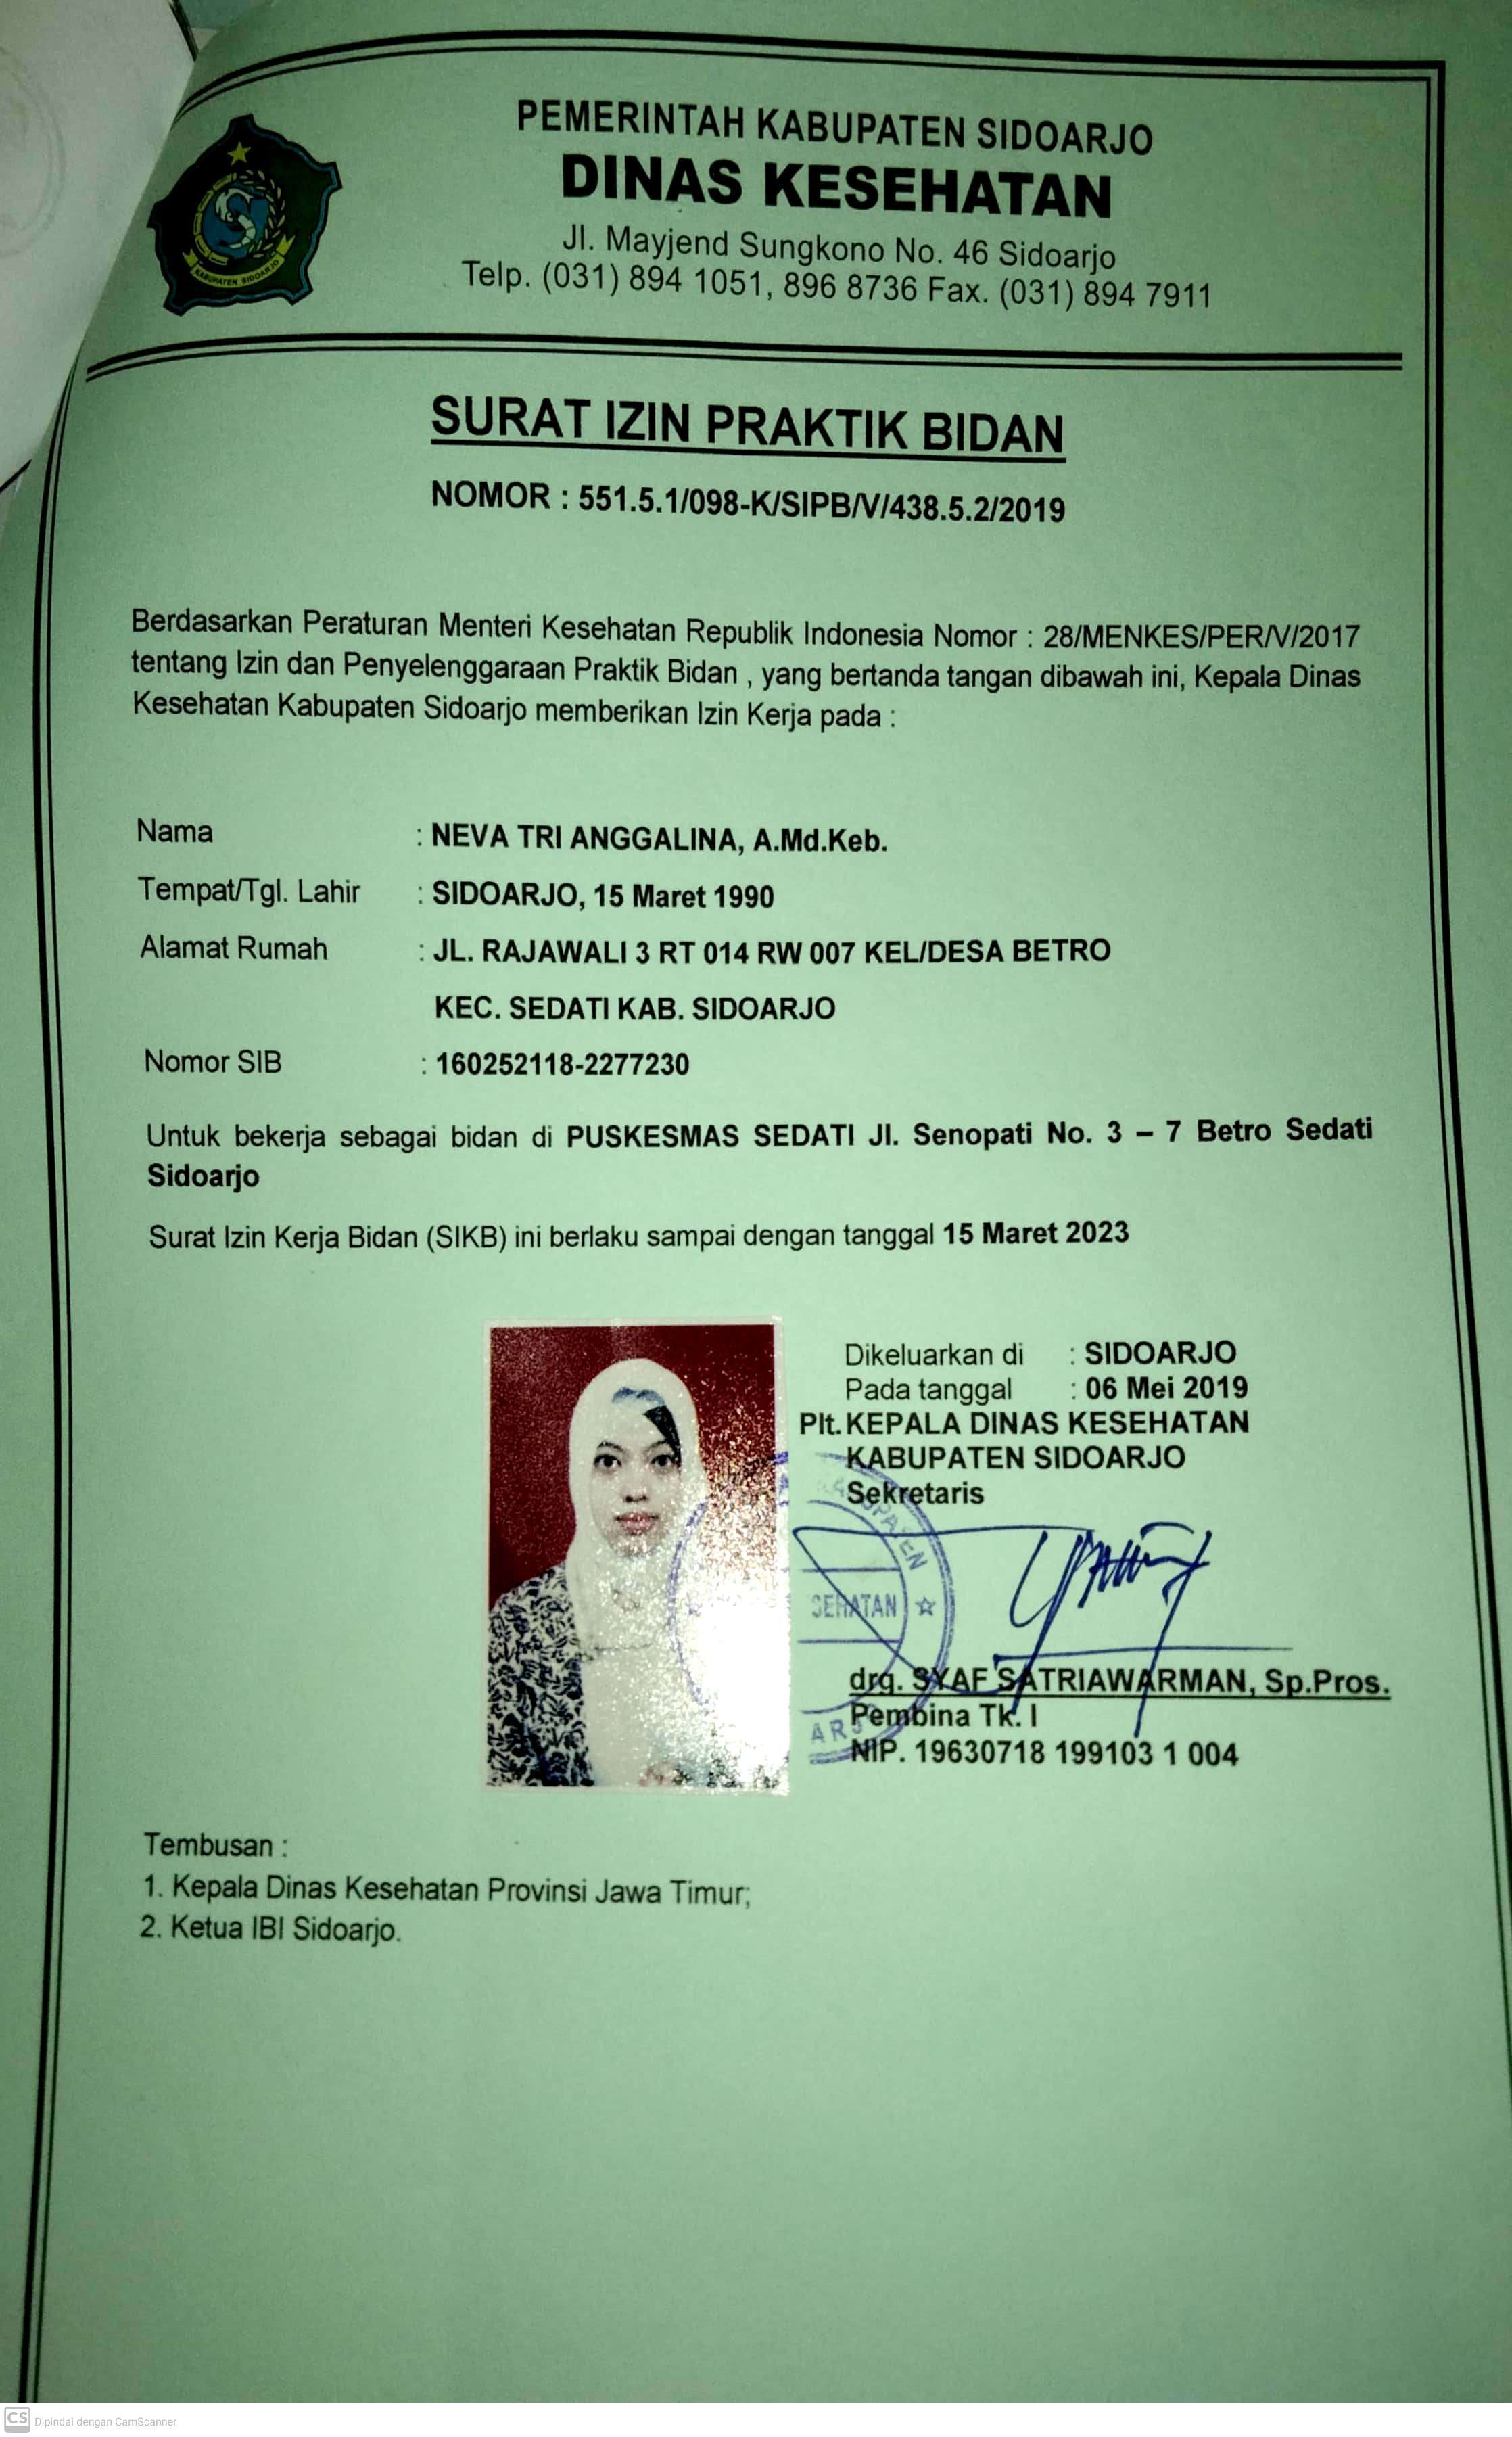 PEMERINTAH KABUPATEN SIDOARJO
DINAS KESEHATAN
Jl. Mayjend Sungkono No. 46 Sidoarjo
Telp. (031) 894 1051, 896 8736 Fax. (031) 894 7911
KABUPATEN SIDOARJO
SURAT IZIN PRAKTIK BIDAN
NOMOR : 551.5.1/098-K/SIPB/V/438.5.2/2019
Berdasarkan Peraturan Menteri Kesehatan Republik Indonesia Nomor : 28/MENKES/PER/V/2017
tentang Izin dan Penyelenggaraan Praktik Bidan , yang bertanda tangan dibawah ini, Kepala Dinas
Kesehatan Kabupaten Sidoarjo memberikan Izin Kerja pada :
Nama : NEVA TRI ANGGALINA, A.Md.Keb.
Tempat/Tgl. Lahir : SIDOARJO, 15 Maret 1990
Alamat Rumah : JL. RAJAWALI 3 RT 014 RW 007 KEL/DESA BETRO
KEC. SEDATI KAB. SIDOARJO
Nomor SIB : 160252118-2277230
Untuk bekerja sebagai bidan di PUSKESMAS SEDATI Jl. Senopati No. 3 – 7 Betro Sedati
Sidoarjo
Surat Izin Kerja Bidan (SIKB) ini berlaku sampai dengan tanggal 15 Maret 2023
Dikeluarkan di : SIDOARJO
Pada tanggal : 06 Mei 2019
Plt. KEPALA DINAS KESEHATAN
KABUPATEN SIDOARJO
Sekretaris
drg. SYAF SATRIAWARMAN, Sp.Pros.
Pembina Tk. I
NIP. 19630718 199103 1 004
Tembusan :
1. Kepala Dinas Kesehatan Provinsi Jawa Timur;
2. Ketua IBI Sidoarjo.
CS Dipindai dengan CamScanner